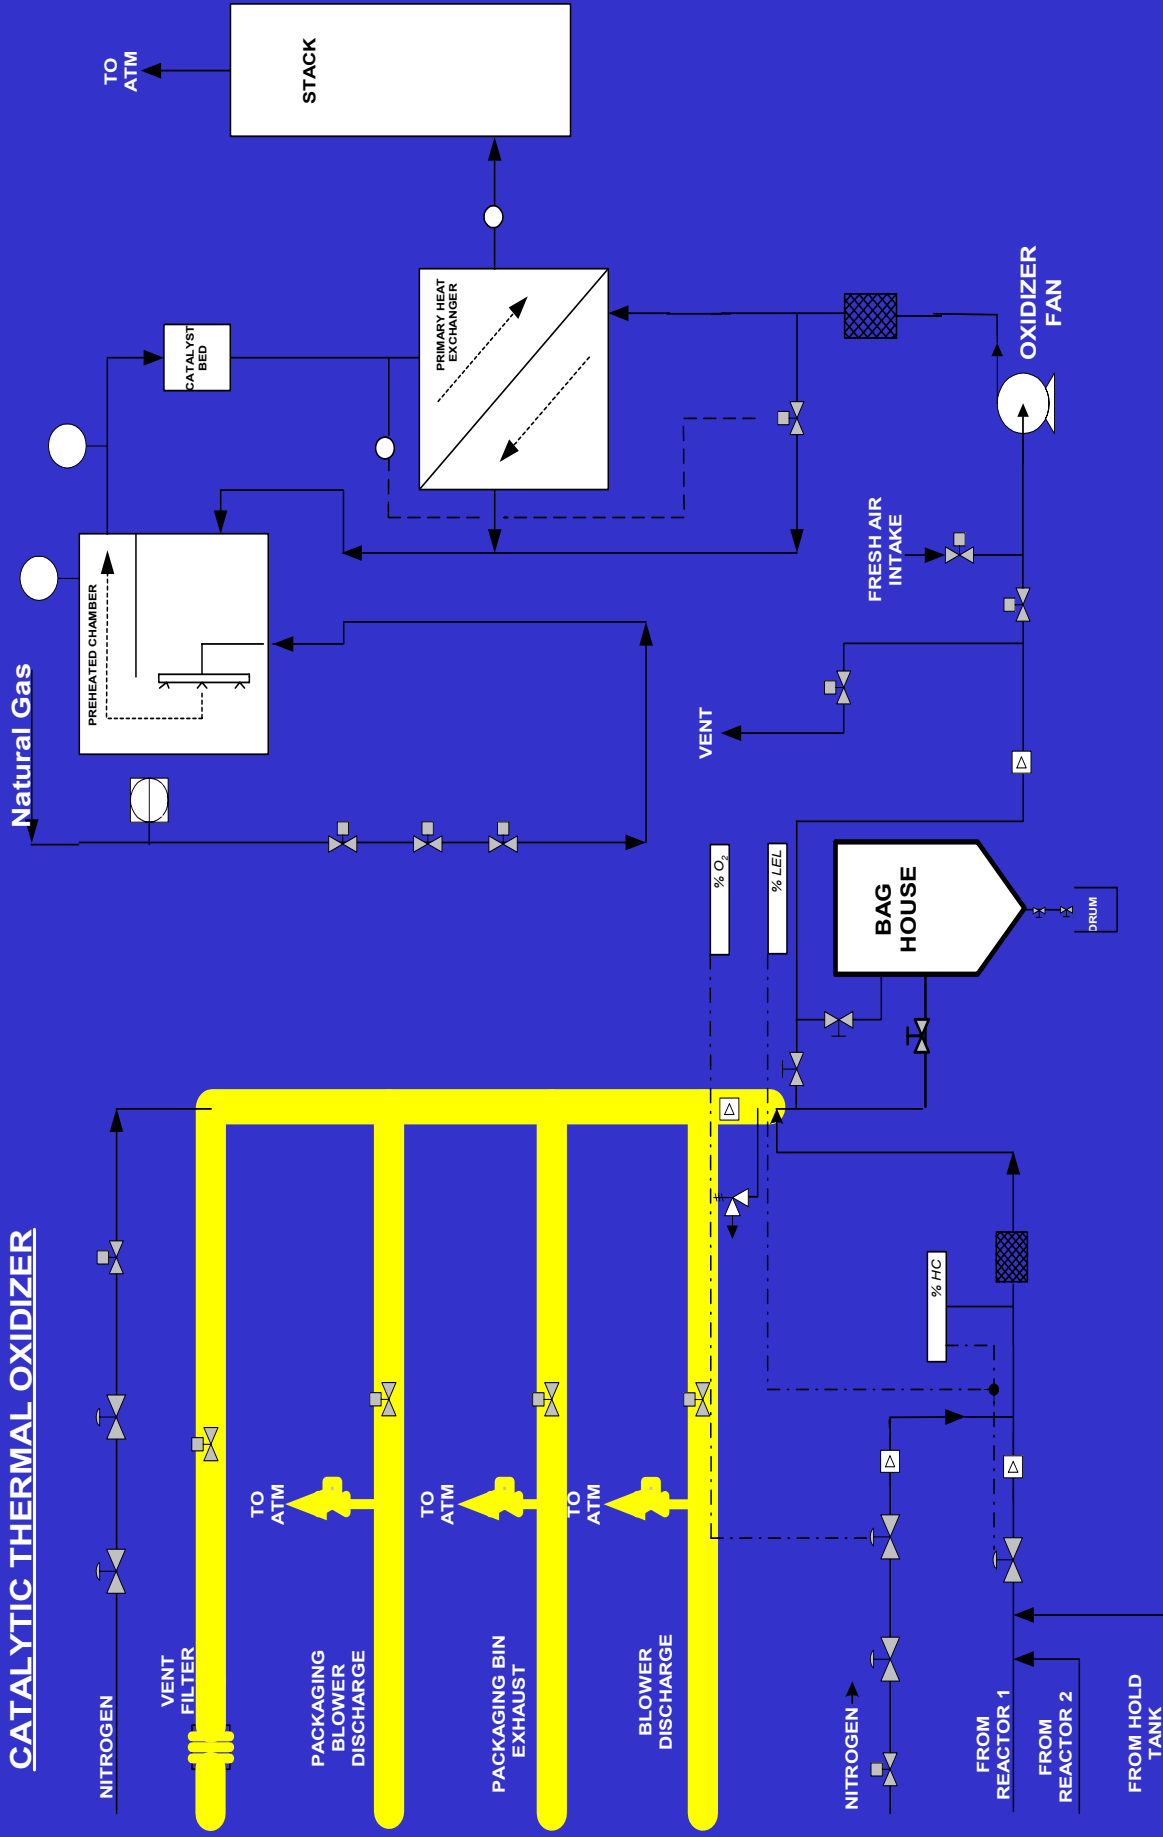 CATALYTIC THERMAL OXIDIZER
NITROGEN
VENT
FILTER
PACKAGING
BLOWER
DISCHARGE
TO
ATM
PACKAGING BIN
EXHAUST
TO
ATM
BLOWER
DISCHARGE
TO
ATM
NITROGEN
FROM
REACTOR 1
FROM
REACTOR 2
FROM HOLD
TANK
% HC
% O2
% LEL
BAG
HOUSE
DRUM
Natural Gas
PREHEATED CHAMBER
VENT
FRESH AIR
INTAKE
OXIDIZER
FAN
CATALYST
BED
PRIMARY HEAT
EXCHANGER
STACK
TO
ATM